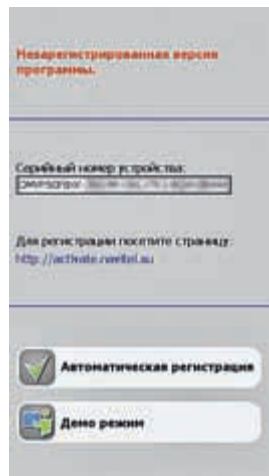 Незарегистрированная версия
программы.
Серийный номер устройства:
Для регистрации посетите страницу:
http://activate.navitel.su
Автоматическая регистрация
Демо режим